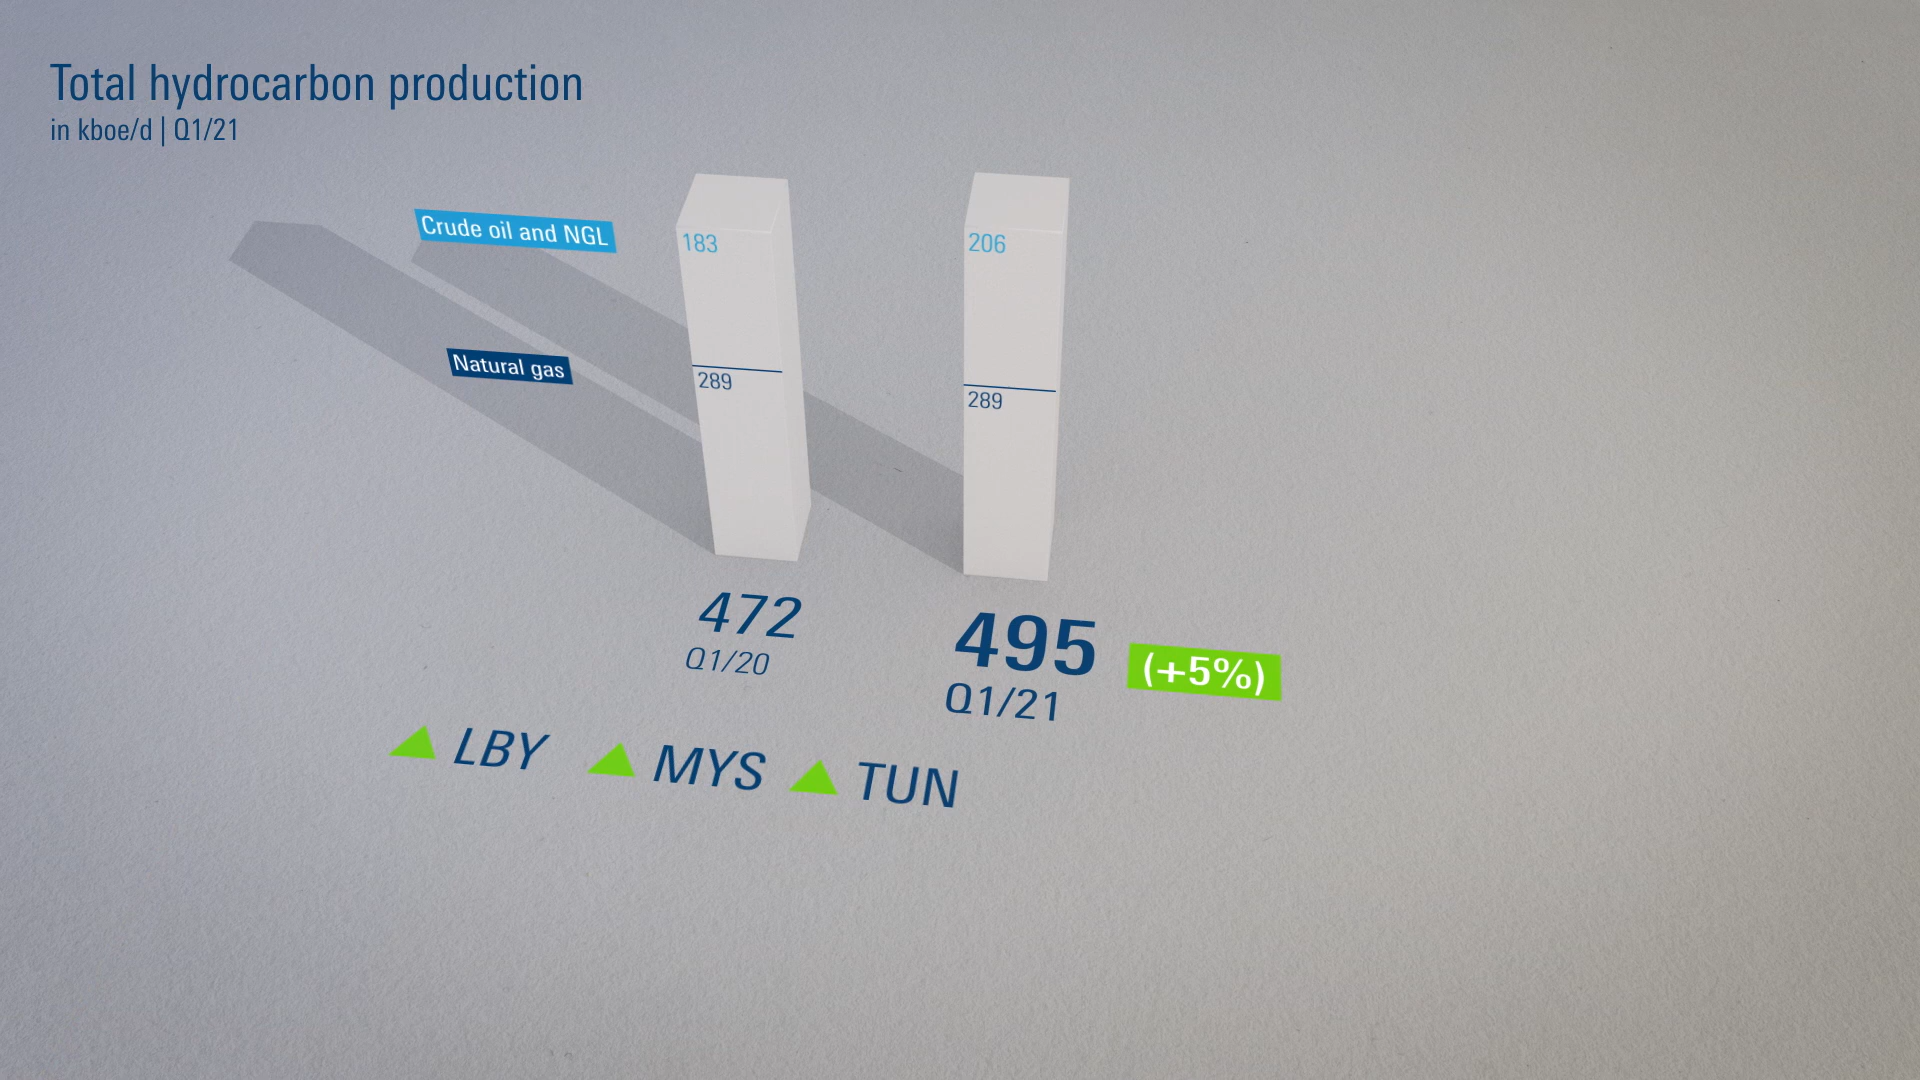 Total hydrocarbon production
in kboe/d | Q1/21
Crude oil and NGL
183
206
Natural gas
289
289
472
Q1/20
495
Q1/21
(+5%)
LBY
MYS
TUN